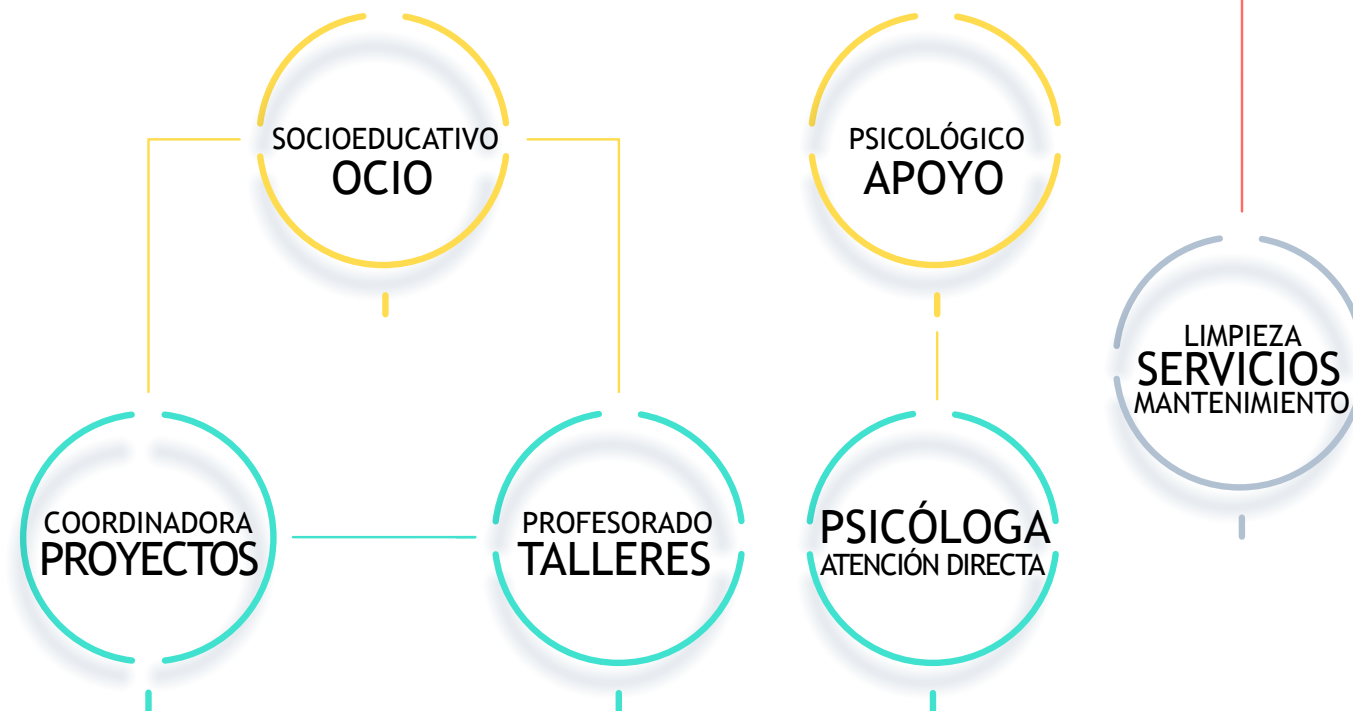 SOCIOEDUCATIVO
OCIO
PSICOLÓGICO
APOYO
LIMPIEZA
SERVICIOS
MANTENIMIENTO
COORDINADORA
PROYECTOS
PROFESORADO
TALLERES
PSICÓLOGA
ATENCIÓN DIRECTA